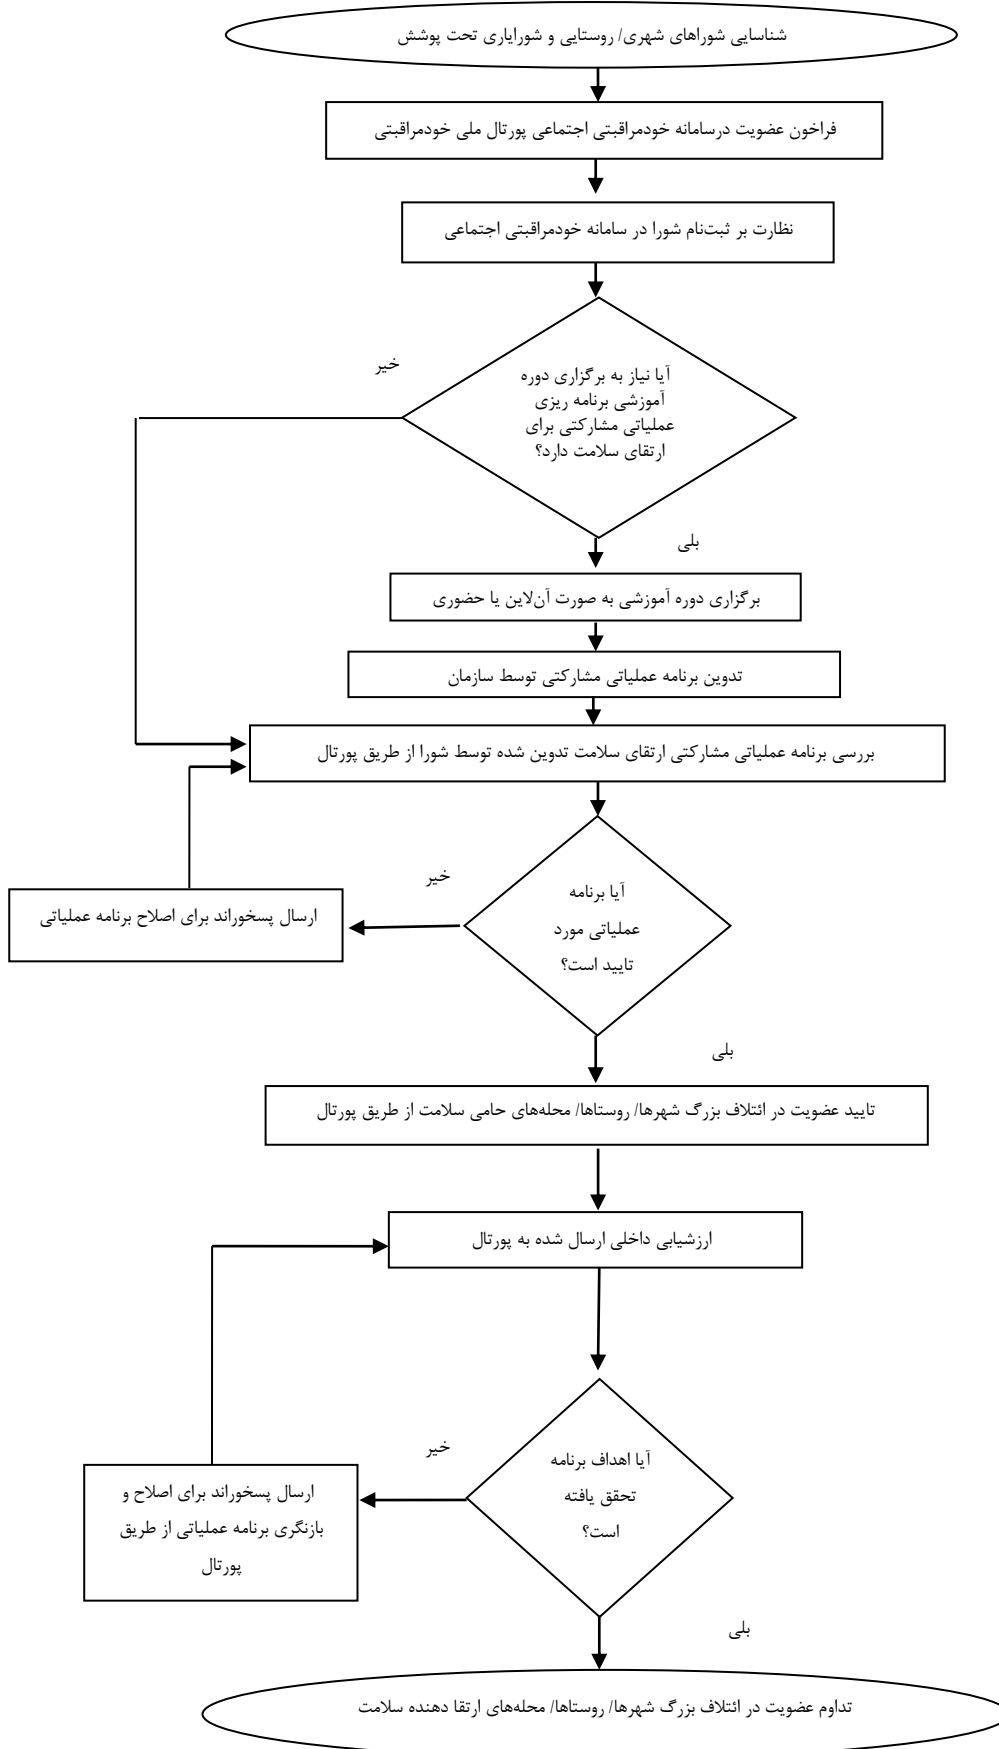 شناسایی شوراهای شهری/ روستایی و شورایاری تحت پوشش
فراخون عضویت درسامانه خودمراقبتی اجتماعی پورتال ملی خودمراقبتی
نظارت بر ثبت‌نام شورا در سامانه خودمراقبتی اجتماعی
خیر
آیا نیاز به برگزاری دوره
آموزشی برنامه ریزی
عملیاتی مشارکتی برای
ارتقای سلامت دارد؟
بلی
برگزاری دوره آموزشی به صورت آن‌لاین یا حضوری
تدوین برنامه عملیاتی مشارکتی توسط سازمان
بررسی برنامه عملیاتی مشارکتی ارتقای سلامت تدوین شده توسط شورا از طریق پورتال
خیر
آیا برنامه
عملیاتی مورد
تایید است؟
ارسال پسخوراند برای اصلاح برنامه عملیاتی
بلی
تایید عضویت در ائتلاف بزرگ شهرها/ روستاها/ محله‌های حامی سلامت از طریق پورتال
ارزشیابی داخلی ارسال شده به پورتال
خیر
آیا اهداف برنامه
تحقق یافته
است؟
ارسال پسخوراند برای اصلاح و
بازنگری برنامه عملیاتی از طریق
پورتال
بلی
تداوم عضویت در ائتلاف بزرگ شهرها/ روستاها/ محله‌های ارتقا دهنده سلامت